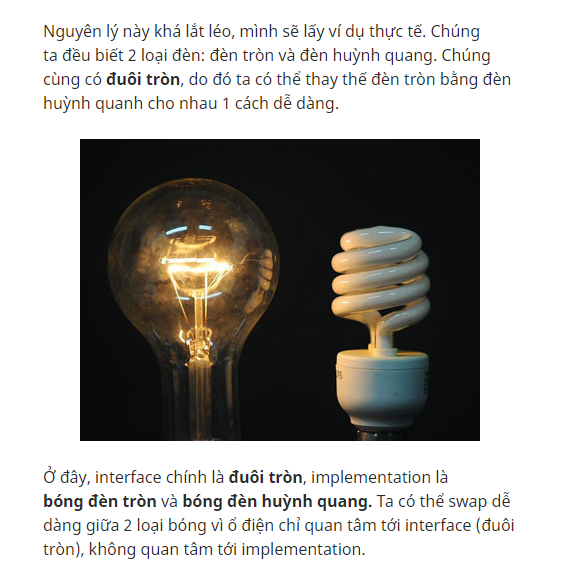 Nguyên lý này khá lắt léo, mình sẽ lấy ví dụ thực tế. Chúng
ta đều biết 2 loại đèn: đèn tròn và đèn huỳnh quang. Chúng
cùng có đuôi tròn, do đó ta có thể thay thế đèn tròn bằng đèn
huỳnh quanh cho nhau 1 cách dễ dàng.
Ở đây, interface chính là đuôi tròn, implementation là
bóng đèn tròn và bóng đèn huỳnh quang. Ta có thể swap dễ
dàng giữa 2 loại bóng vì ổ điện chỉ quan tâm tới interface (đuôi
tròn), không quan tâm tới implementation.